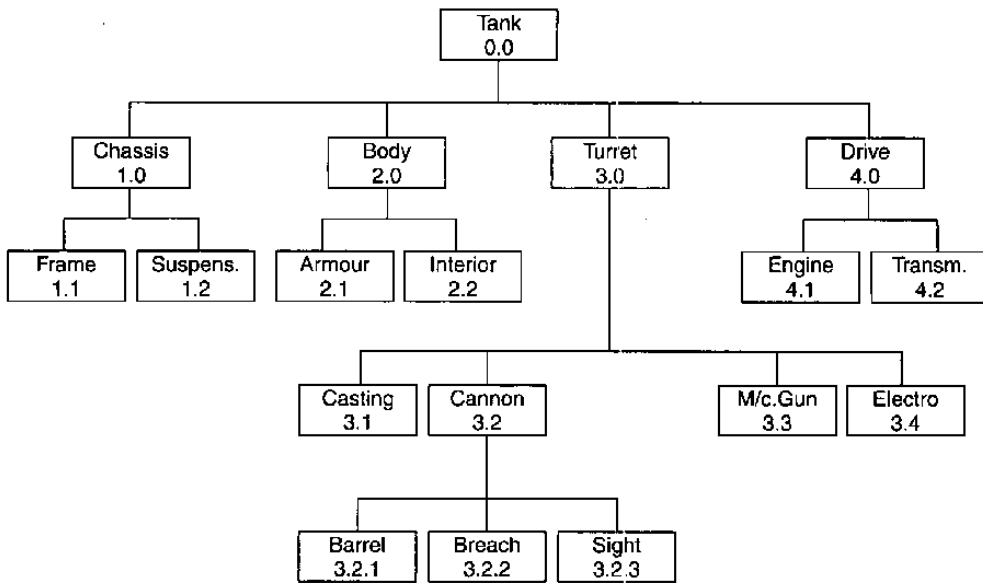 Tank
0.0
Chassis
1.0
Body
2.0
Turret
3.0
Drive
4.0
Frame
1.1
Suspens.
1.2
Armour
2.1
Interior
2.2
Engine
4.1
Transm.
4.2
Casting
3.1
Cannon
3.2
M/c.Gun
3.3
Electro
3.4
Barrel
3.2.1
Breach
3.2.2
Sight
3.2.3